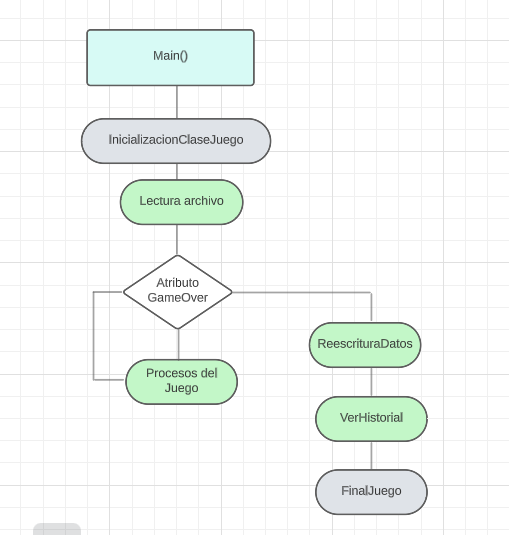 Main()
InicializacionClaseJuego
Lectura archivo
Atributo
GameOver
ReescrituraDatos
Procesos del
Juego
VerHistorial
FinalJuego